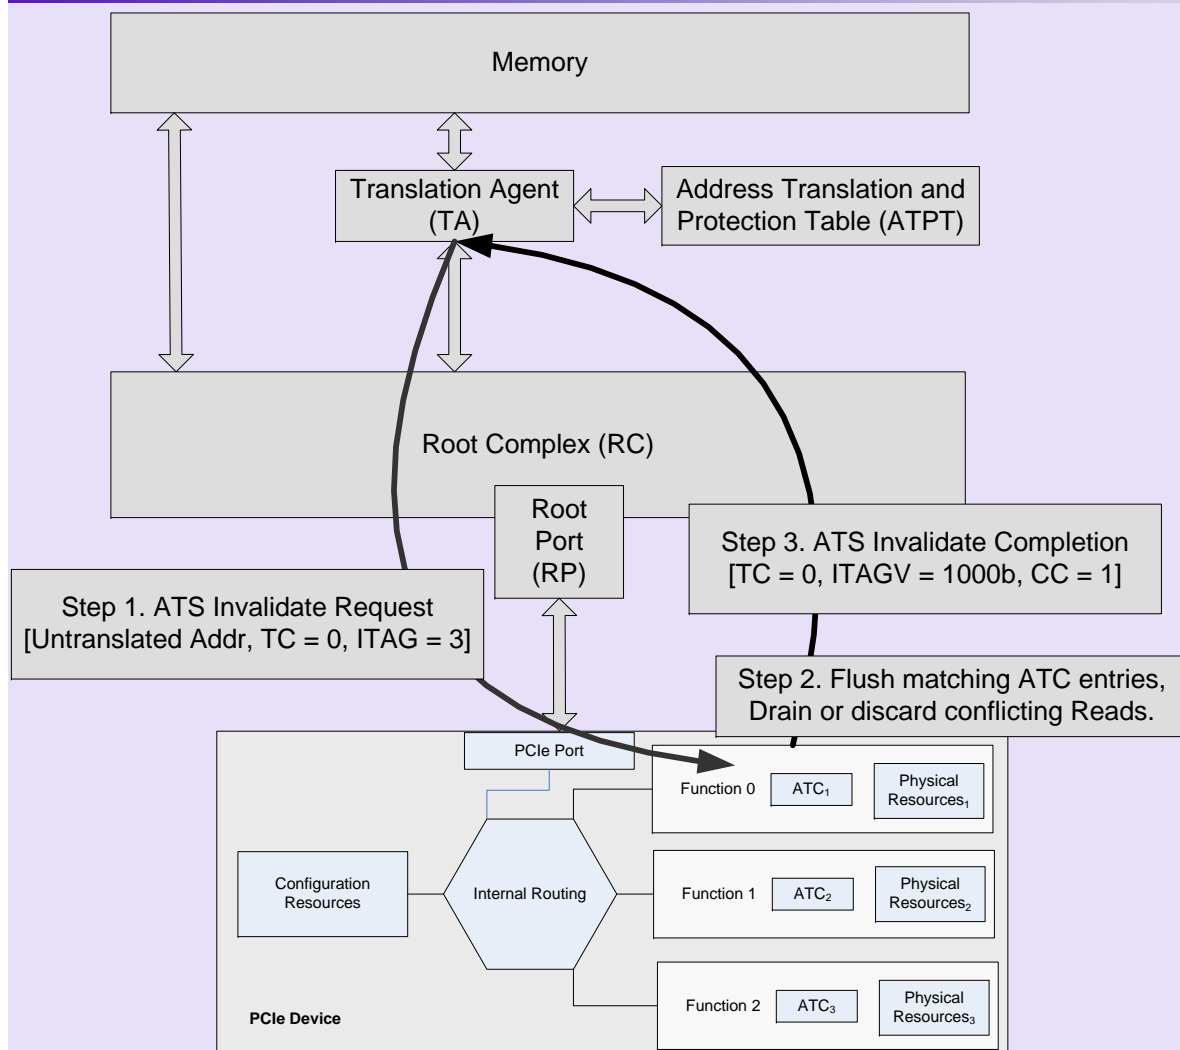 Memory
Translation Agent
(TA)
Address Translation and
Protection Table (ATPT)
Root Complex (RC)
Root
Port
(RP)
Step 3. ATS Invalidate Completion
[TC = 0, ITAGV = 1000b, CC = 1]
Step 1. ATS Invalidate Request
[Untranslated Addr, TC = 0, ITAG = 3]
Step 2. Flush matching ATC entries,
Drain or discard conflicting Reads.
PCIe Port
Function 0
ATC₁
Physical
Resources₁
Configuration
Resources
Internal Routing
Function 1
ATC₂
Physical
Resources₂
Function 2
ATC₃
Physical
Resources₃
PCIe Device